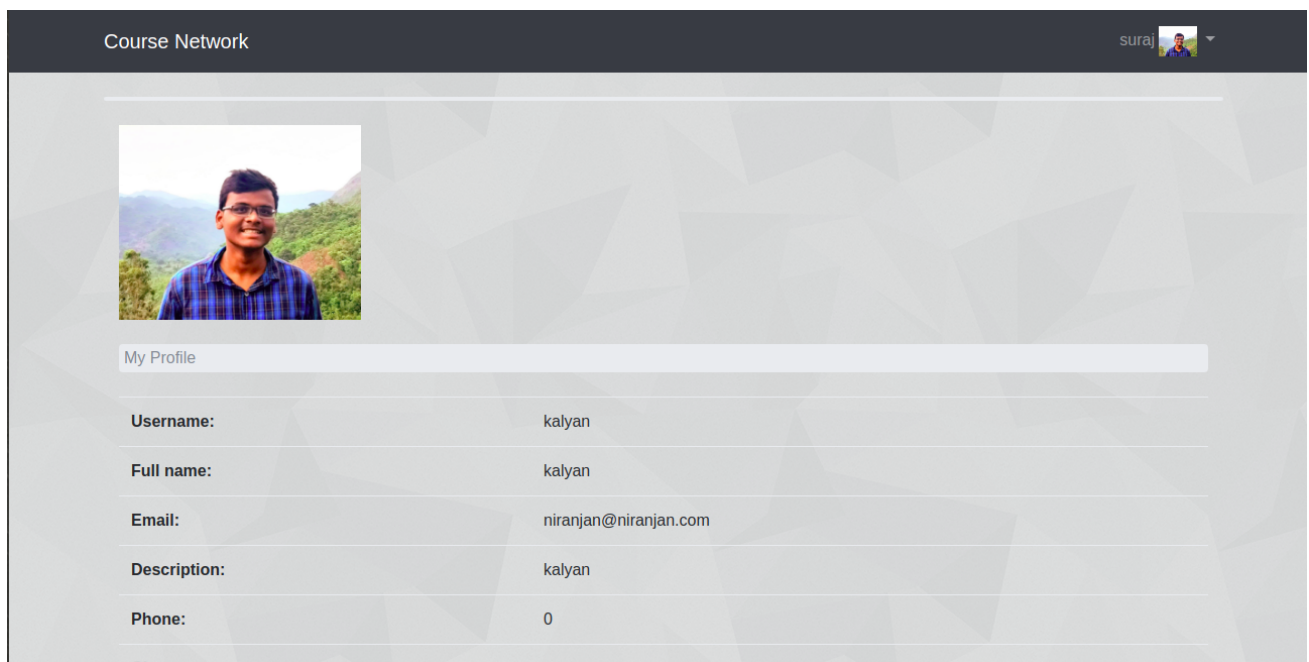 Course Network suraj
My Profile
Username: kalyan
Full name: kalyan
Email: niranjan@niranjan.com
Description: kalyan
Phone: 0